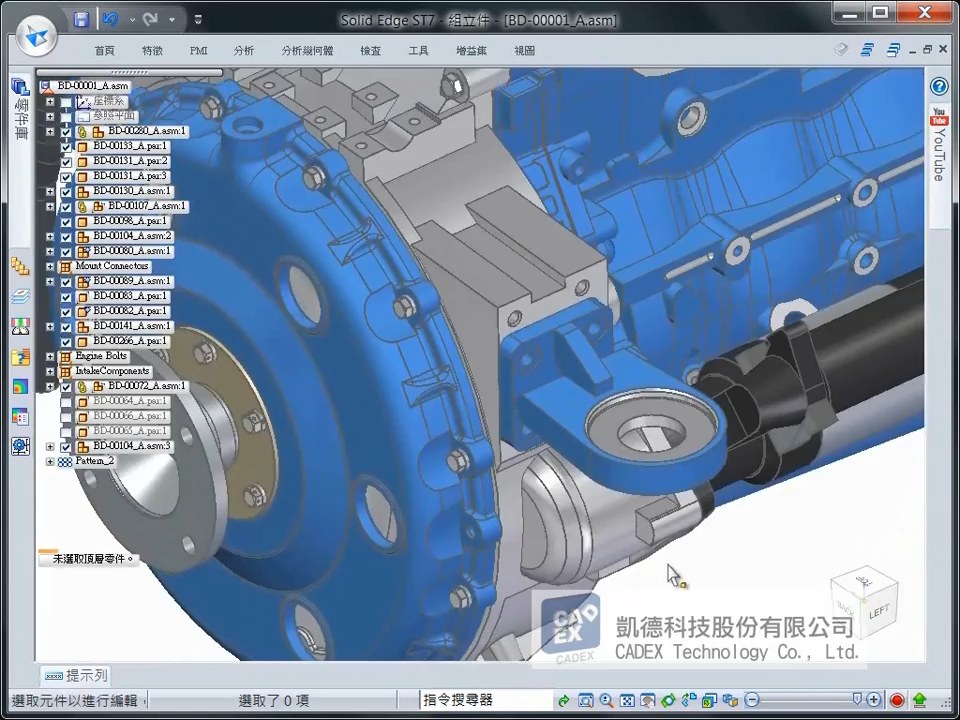 Solid Edge ST7 - 組立件 - [BD-00001_A.asm]
首頁 特徵 PMI 分析 分析幾何體 檢查 工具 增益集 視圖
零件庫
BD-00001_A.asm
座標系
基準平面
BD-00280_A.asm:1
BD-00133_A.par:1
BD-00131_A.par:2
BD-00131_A.par:3
BD-00130_A.asm:1
BD-00107_A.asm:1
BD-00098_A.par:1
BD-00104_A.asm:2
BD-00080_A.asm:1
Mount Connectors
BD-00089_A.asm:1
BD-00083_A.par:1
BD-00082_A.par:1
BD-00141_A.asm:1
BD-00266_A.par:1
Engine Bolts
IntakeComponents
BD-00072_A.asm:1
BD-00064_A.par:1
BD-00066_A.par:1
BD-00065_A.par:1
BD-00104_A.asm:3
Pattern_2
未選取頂層零件。
You Tube
YouTube
TOP
BACK
LEFT
CADEX
CADEX
凱德科技股份有限公司
CADEX Technology Co., Ltd.
提示列
選取元件以進行編輯,
選取了 0 項
指令搜尋器